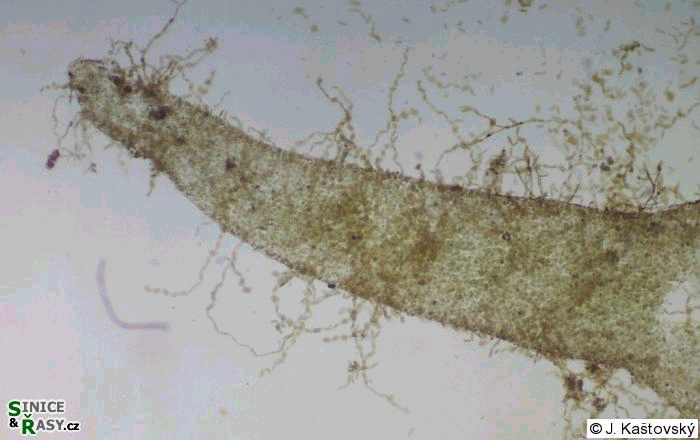 SINICE
& ŘASY.cz
© J. Kaštovský